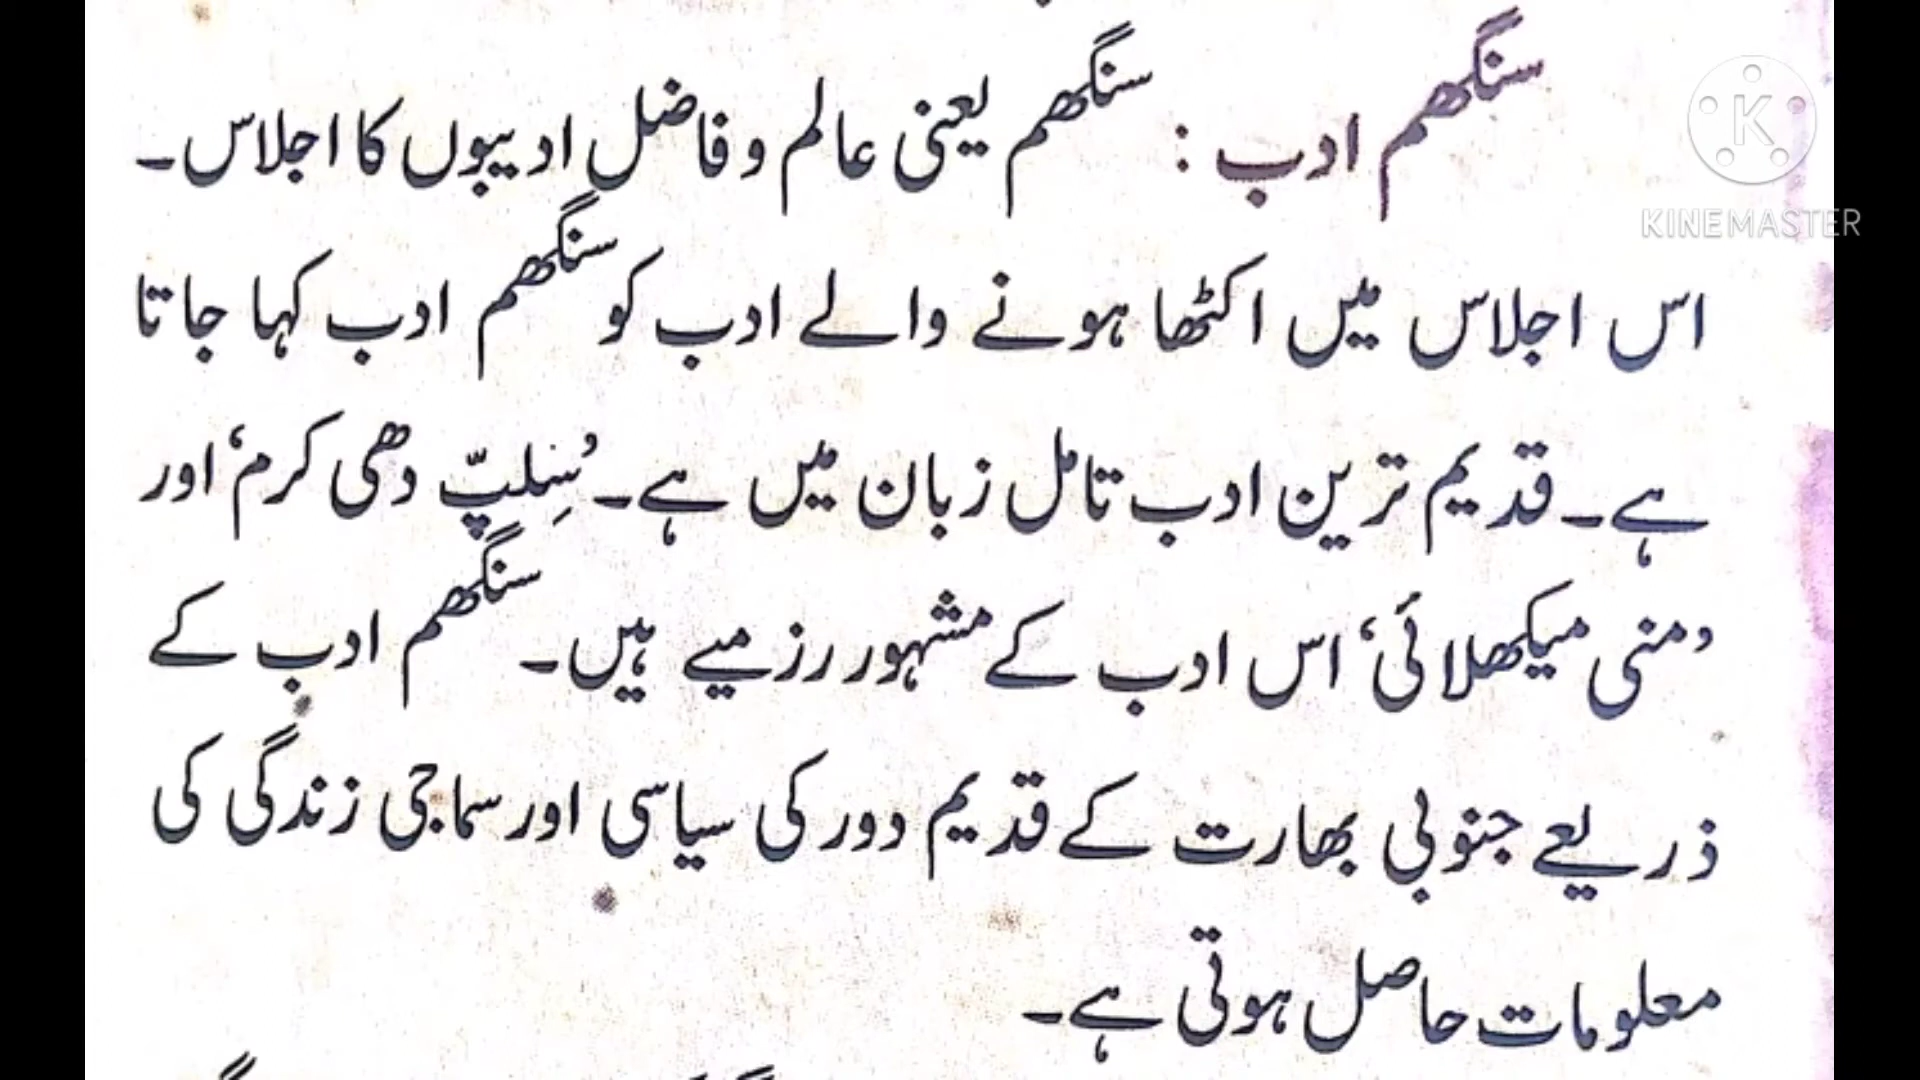 سنگھم ادب : سنگھم یعنی عالم و فاضل ادیبوں کا اجلاس۔
اس اجلاس میں اکٹھا ہونے والے ادب کو سنگھم ادب کہا جاتا
ہے۔ قدیم ترین ادب تامل زبان میں ہے۔ ’سِلپّ دھی کرم‘ اور
’منی میکھلائی‘ اس ادب کے مشہور رزمیے ہیں۔ سنگھم ادب کے
ذریعے جنوبی بھارت کے قدیم دور کی سیاسی اور سماجی زندگی کی
معلومات حاصل ہوتی ہے۔
K
KINEMASTER